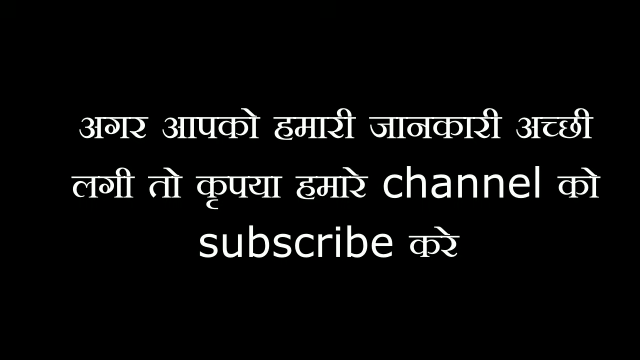 अगर आपको हमारी जानकारी अच्छी
लगी तो कृपया हमारे channel को
subscribe करे